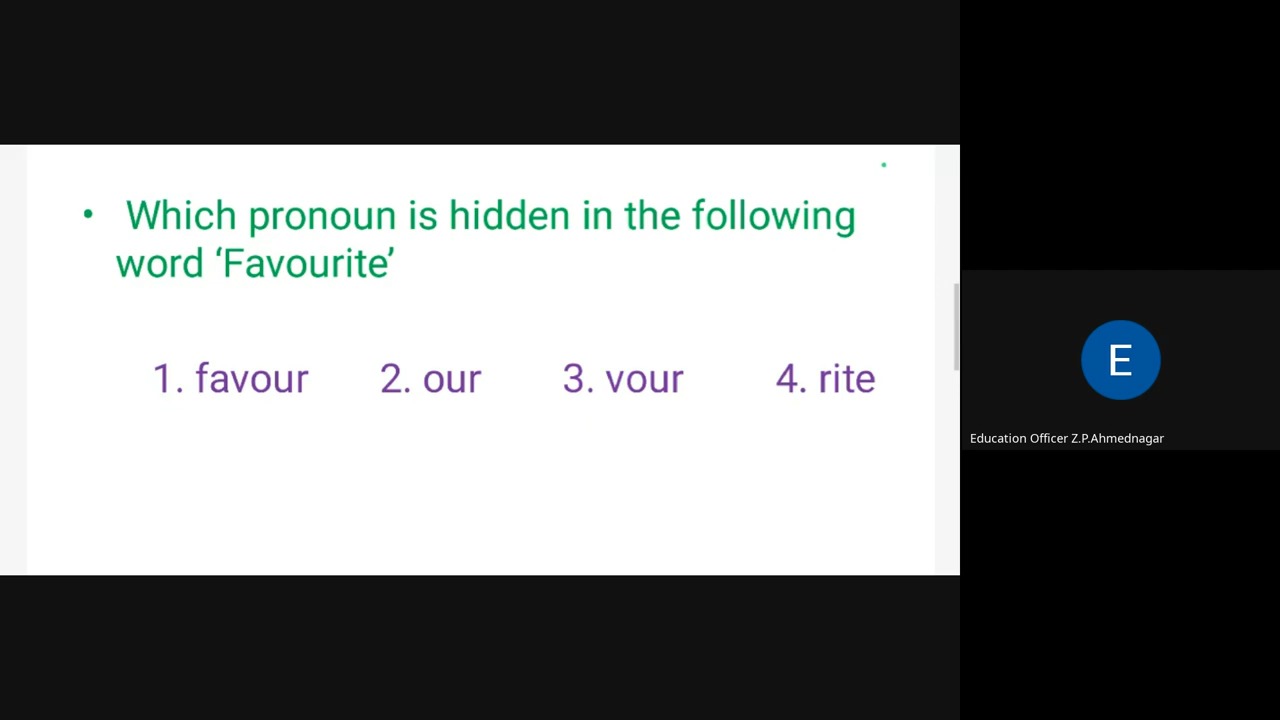 • Which pronoun is hidden in the following
word ‘Favourite’
1. favour 2. our 3. vour 4. rite
E
Education Officer Z.P.Ahmednagar